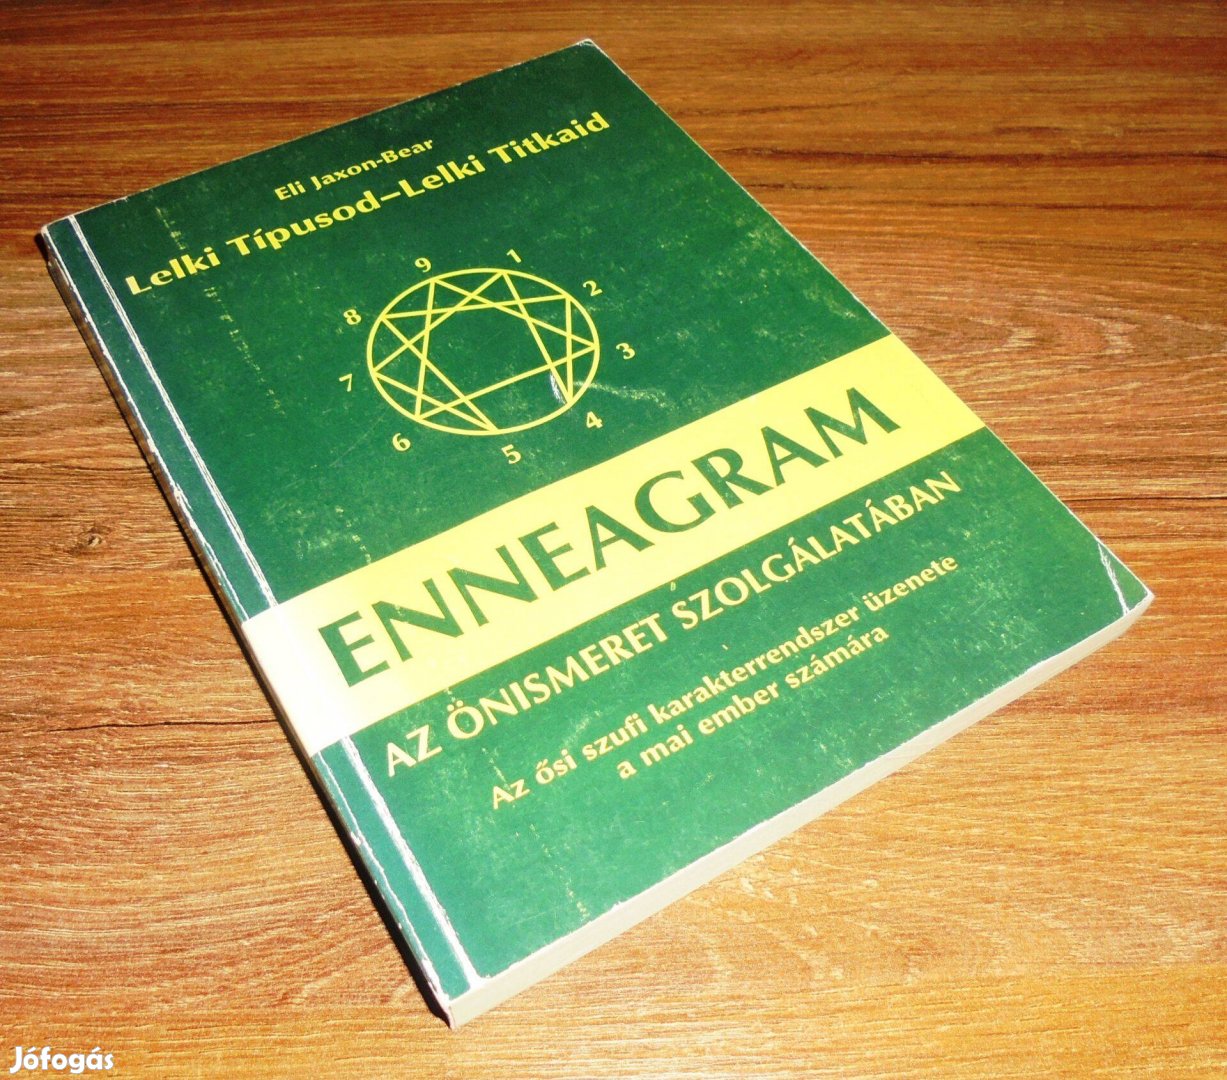 Eli Jaxon-Bear
Lelki Típusod–Lelki Titkaid
9
1
8
2
7
3
6
4
5
ENNEAGRAM
AZ ÖNISMERET SZOLGÁLATÁBAN
Az ősi szufi karakterrendszer üzenete
a mai ember számára
Jófogás